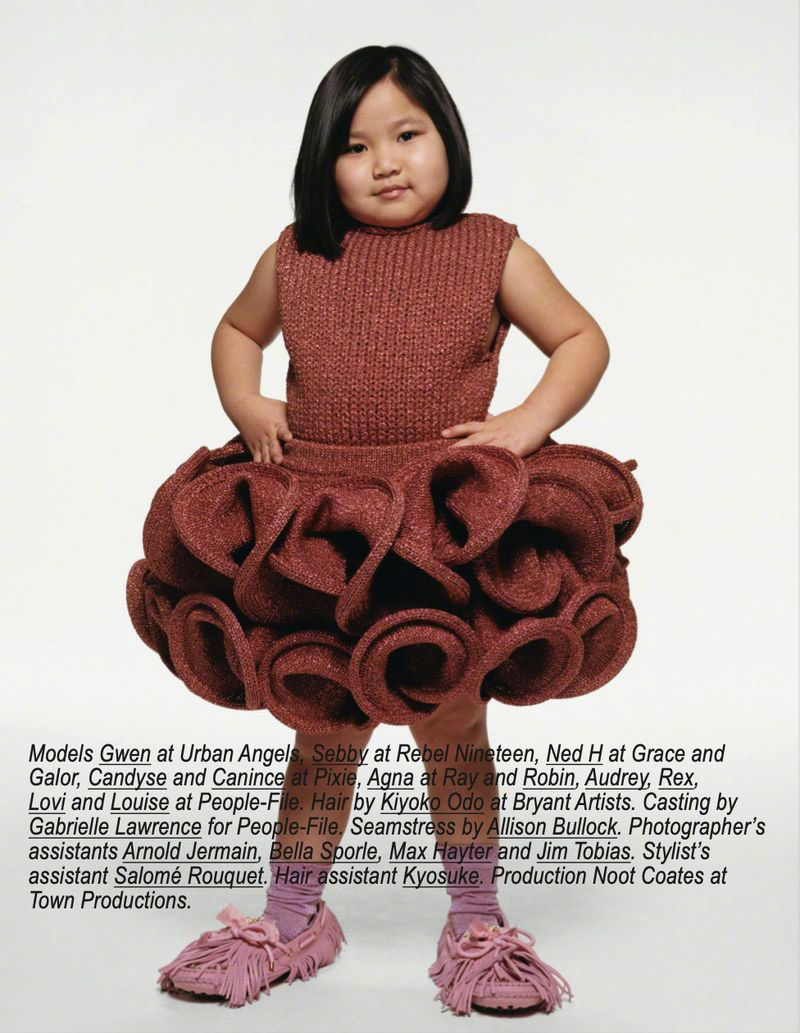 Models Gwen at Urban Angels, Sebby at Rebel Nineteen, Ned H at Grace and
Galor, Candyse and Canince at Pixie, Agna at Ray and Robin, Audrey, Rex,
Lovi and Louise at People-File. Hair by Kiyoko Odo at Bryant Artists. Casting by
Gabrielle Lawrence for People-File. Seamstress by Allison Bullock. Photographer’s
assistants Arnold Jermain, Bella Sporle, Max Hayter and Jim Tobias. Stylist’s
assistant Salomé Rouquet. Hair assistant Kyosuke. Production Noot Coates at
Town Productions.